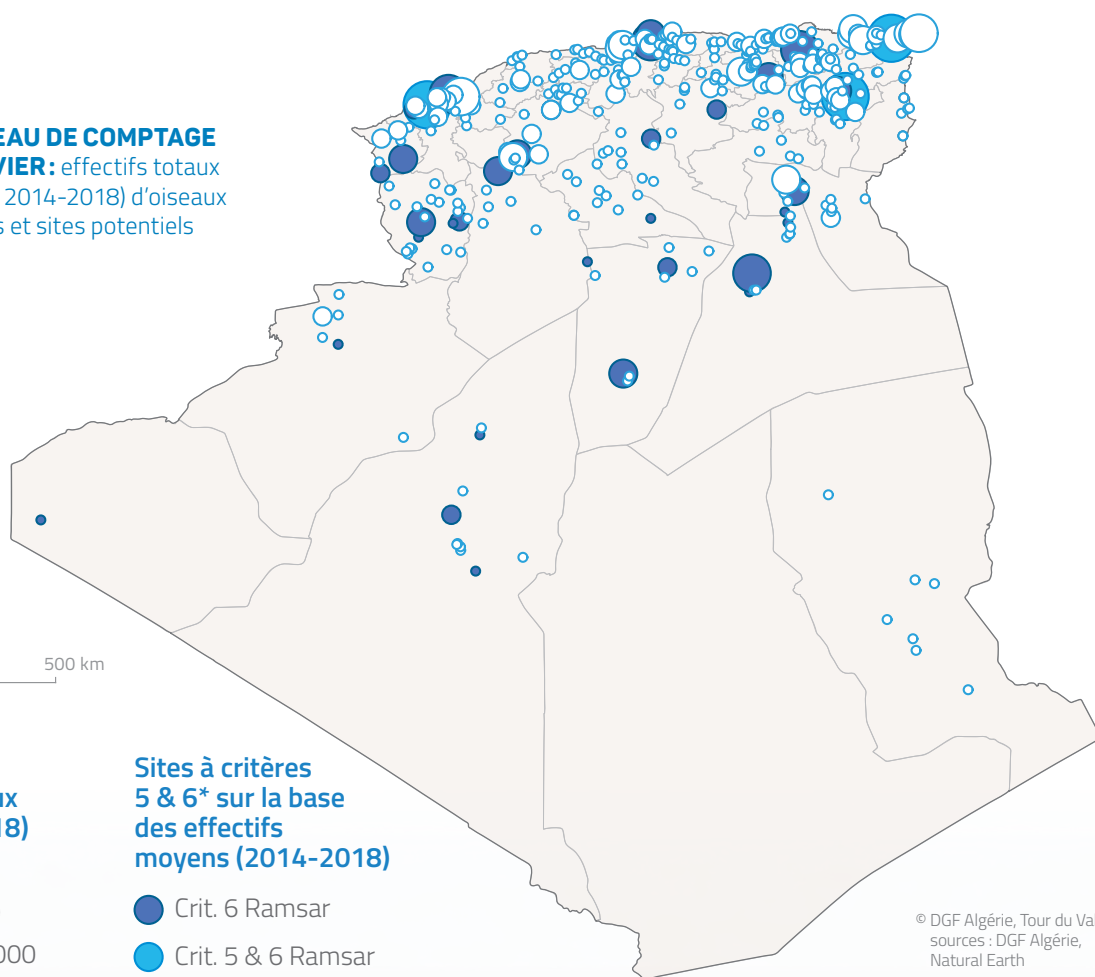 EAU DE COMPTAGE
VIER : effectifs totaux
2014-2018) d'oiseaux
s et sites potentiels
500 km
ux
18)
000
Sites à critères
5 & 6* sur la base
des effectifs
moyens (2014-2018)
Crit. 6 Ramsar
Crit. 5 & 6 Ramsar
© DGF Algérie, Tour du Va
sources : DGF Algérie,
Natural Earth